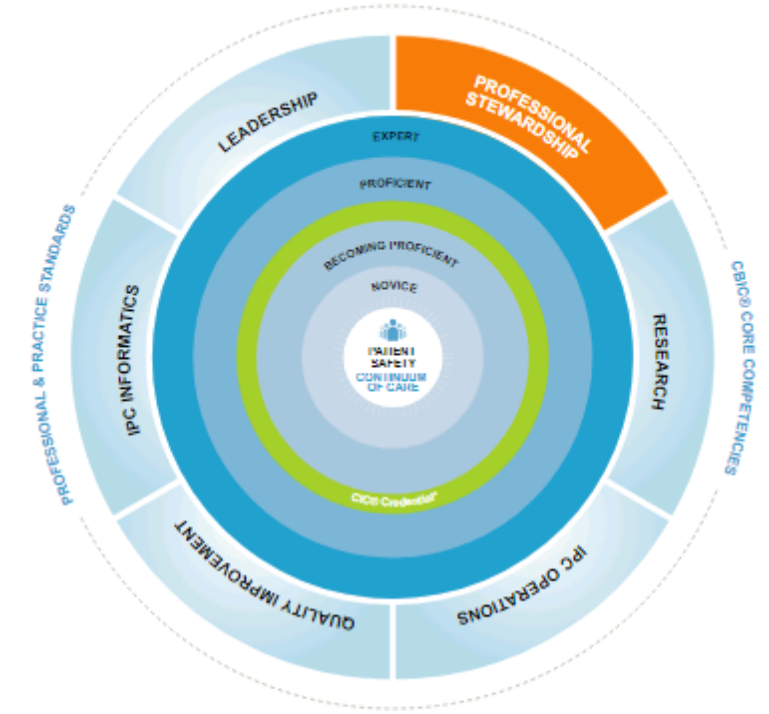 LEADERSHIP
PROFESSIONAL
STEWARDSHIP
RESEARCH
IPC OPERATIONS
QUALITY IMPROVEMENT
IPC INFORMATICS
PROFESSIONAL & PRACTICE STANDARDS
CBIC® CORE COMPETENCIES
EXPERT
PROFICIENT
BECOMING PROFICIENT
NOVICE
PATIENT
SAFETY
CONTINUUM
OF CARE
CIC® Credential*